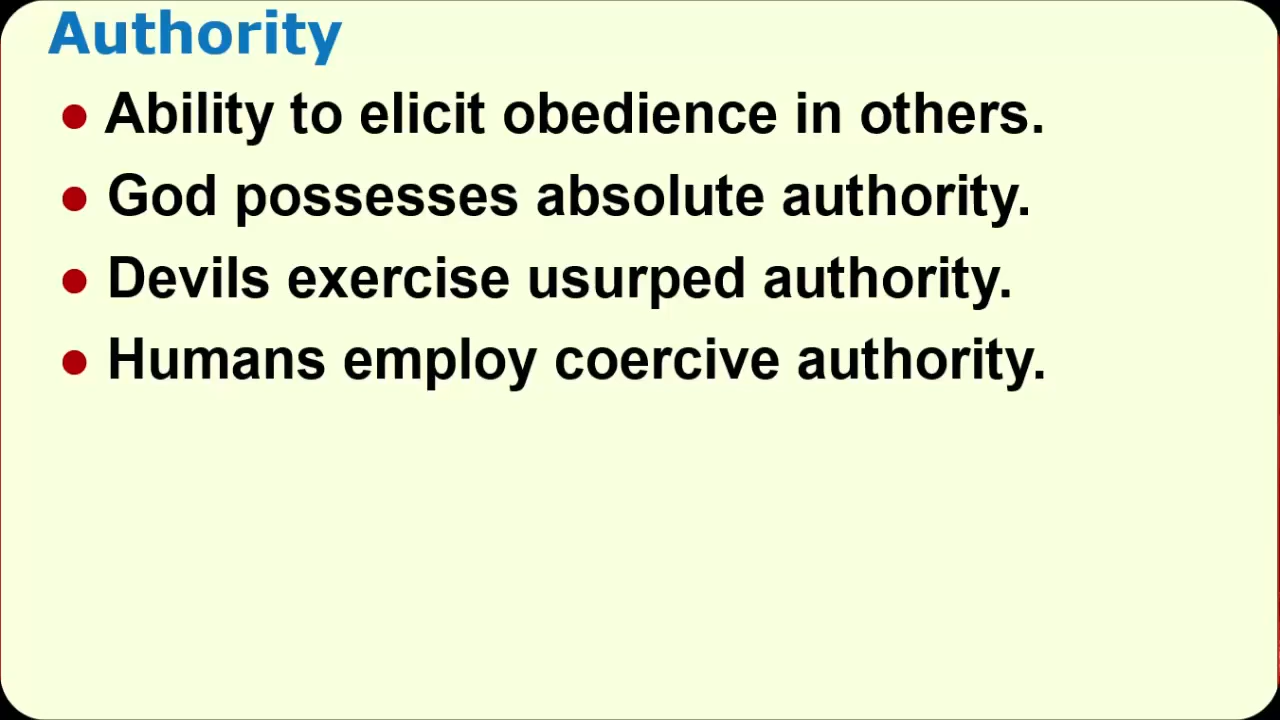 Authority
● Ability to elicit obedience in others.
● God possesses absolute authority.
● Devils exercise usurped authority.
● Humans employ coercive authority.